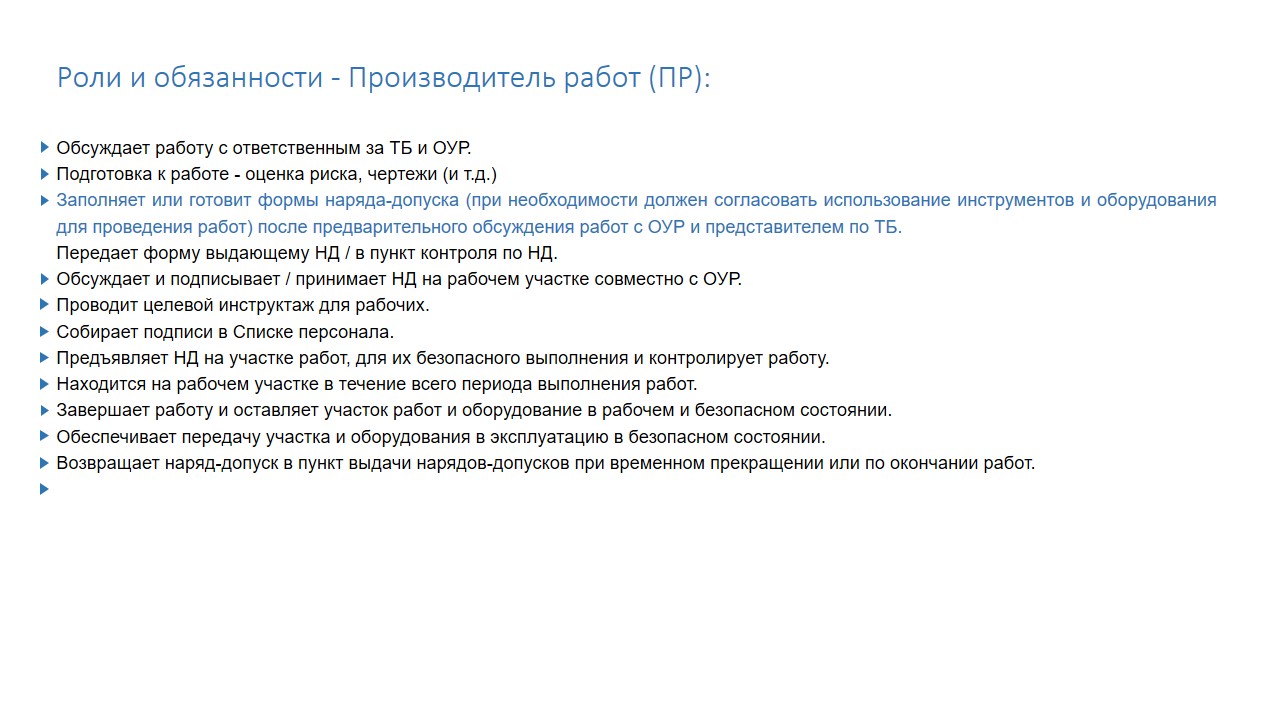 Роли и обязанности - Производитель работ (ПР):
Обсуждает работу с ответственным за ТБ и ОУР.
Подготовка к работе - оценка риска, чертежи (и т.д.)
Заполняет или готовит формы наряда-допуска (при необходимости должен согласовать использование инструментов и оборудования
для проведения работ) после предварительного обсуждения работ с ОУР и представителем по ТБ.
Передает форму выдающему НД / в пункт контроля по НД.
Обсуждает и подписывает / принимает НД на рабочем участке совместно с ОУР.
Проводит целевой инструктаж для рабочих.
Собирает подписи в Списке персонала.
Предъявляет НД на участке работ, для их безопасного выполнения и контролирует работу.
Находится на рабочем участке в течение всего периода выполнения работ.
Завершает работу и оставляет участок работ и оборудование в рабочем и безопасном состоянии.
Обеспечивает передачу участка и оборудования в эксплуатацию в безопасном состоянии.
Возвращает наряд-допуск в пункт выдачи нарядов-допусков при временном прекращении или по окончании работ.